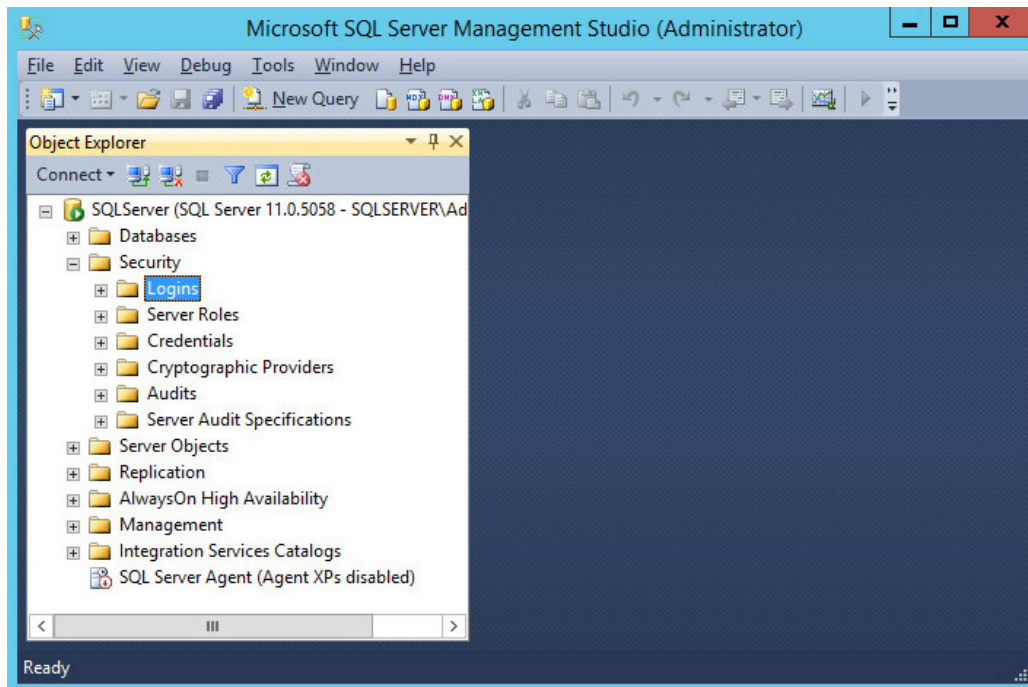 Microsoft SQL Server Management Studio (Administrator)
File Edit View Debug Tools Window Help
New Query
Object Explorer
Connect
SQLServer (SQL Server 11.0.5058 - SQLSERVER\Ad
Databases
Security
Logins
Server Roles
Credentials
Cryptographic Providers
Audits
Server Audit Specifications
Server Objects
Replication
AlwaysOn High Availability
Management
Integration Services Catalogs
SQL Server Agent (Agent XPs disabled)
Ready